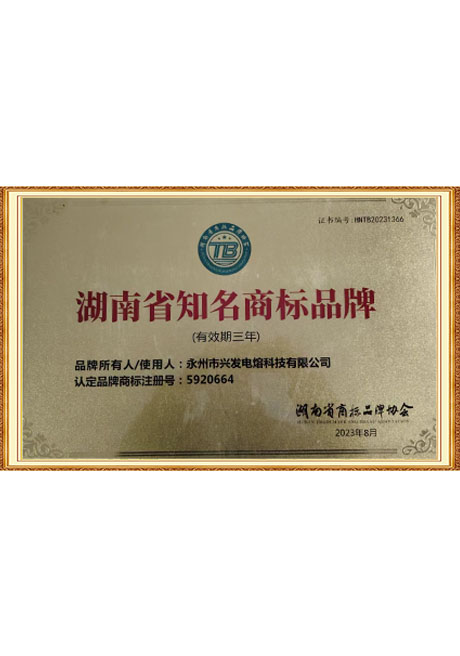 证书编号:HNTB20231366
TB
湖南省知名商标品牌
(有效期三年)
品牌所有人/使用人：永州市兴发电熔科技有限公司
认定品牌商标注册号：5920664
湖南省商标品牌协会
2023年8月